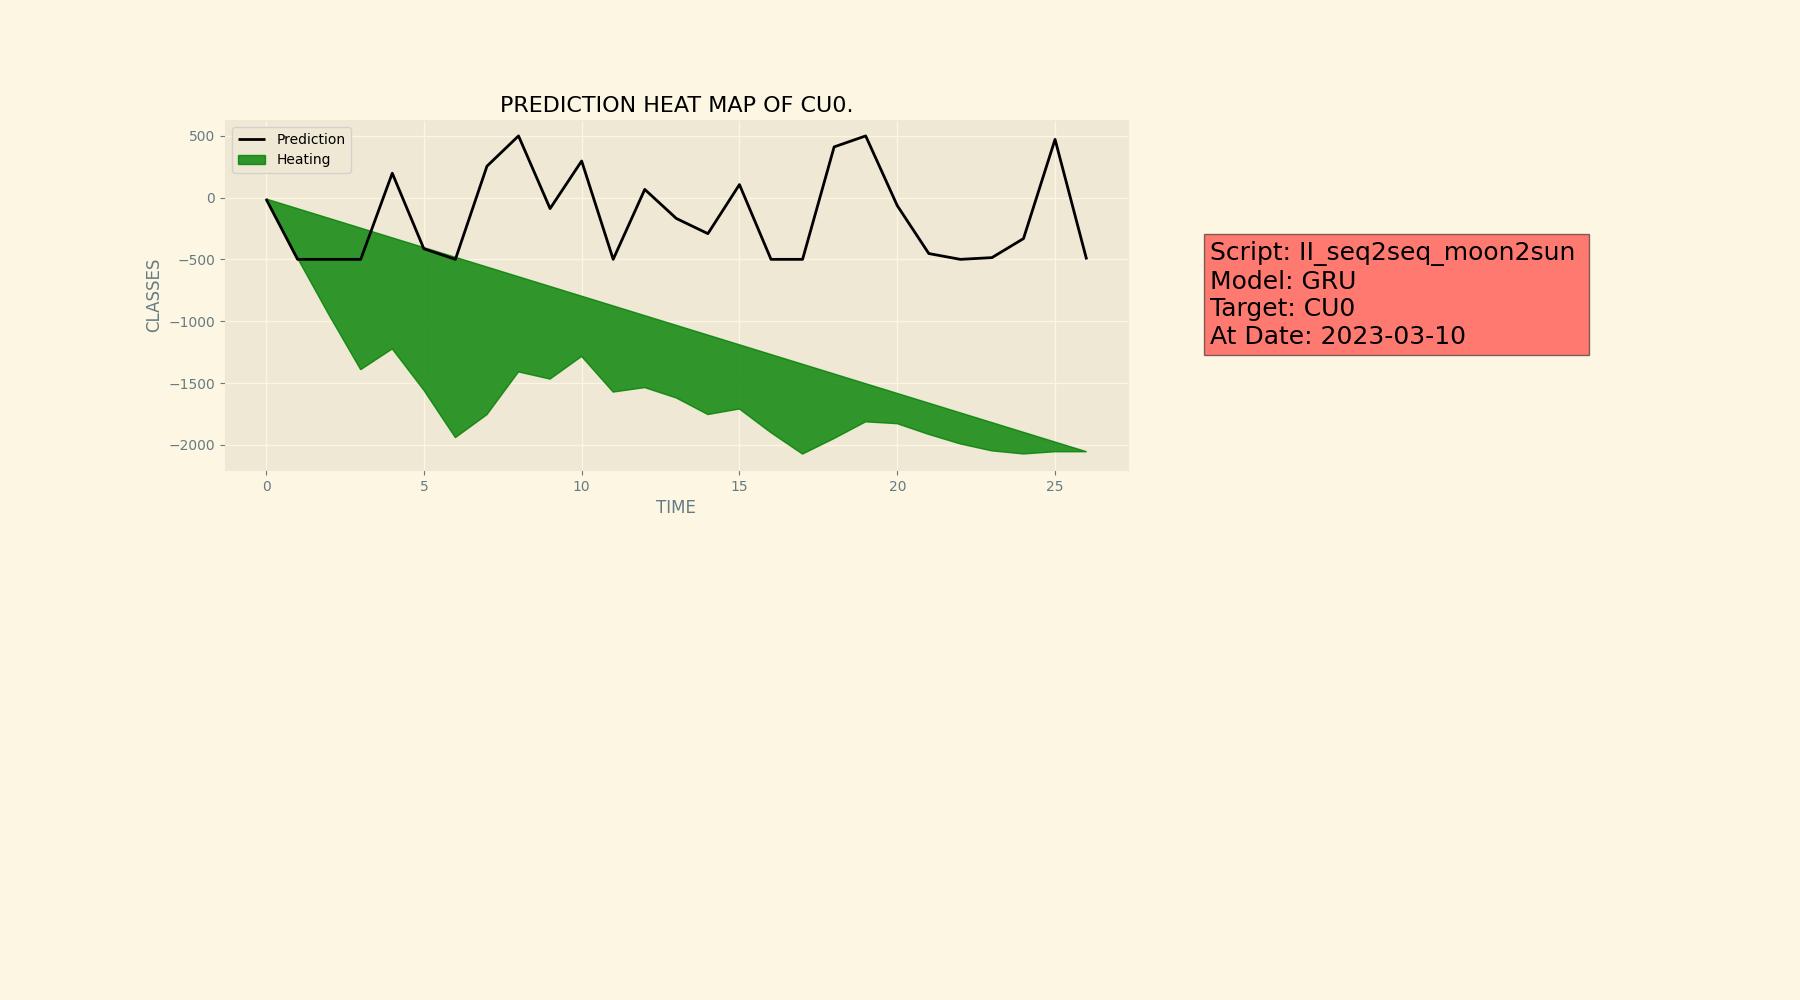 PREDICTION HEAT MAP OF CU0.
Prediction
Heating
500
0
−500
−1000
−1500
−2000
CLASSES
0 5 10 15 20 25
TIME
Script: II_seq2seq_moon2sun
Model: GRU
Target: CU0
At Date: 2023-03-10